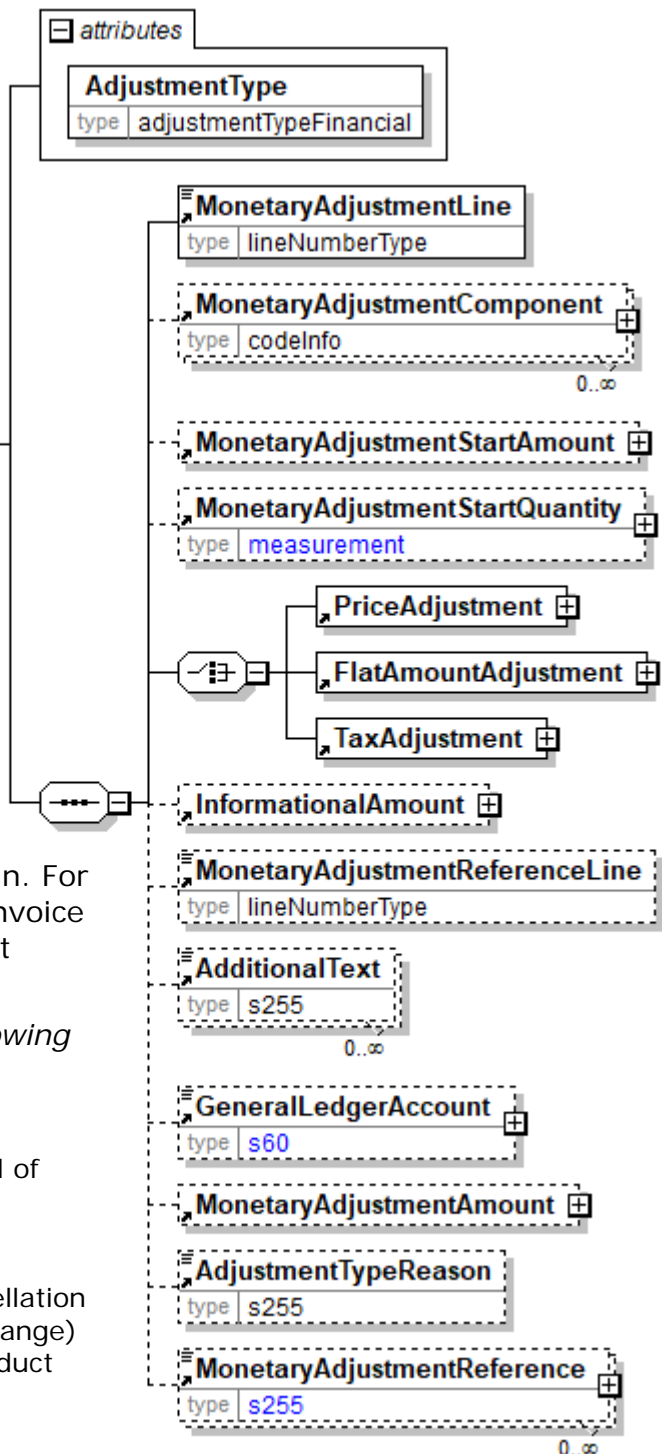 attributes
AdjustmentType
type adjustmentTypeFinancial
MonetaryAdjustmentLine
type lineNumberType
MonetaryAdjustmentComponent
type codeInfo
0..∞
MonetaryAdjustmentStartAmount
MonetaryAdjustmentStartQuantity
type measurement
PriceAdjustment
FlatAmountAdjustment
TaxAdjustment
InformationalAmount
MonetaryAdjustmentReferenceLine
type lineNumberType
AdditionalText
type s255
0..∞
GeneralLedgerAccount
type s60
MonetaryAdjustmentAmount
AdjustmentTypeReason
type s255
MonetaryAdjustmentReference
type s255
0..∞
n. For
nvoice
t
owing
l of
ellation
ange)
duct